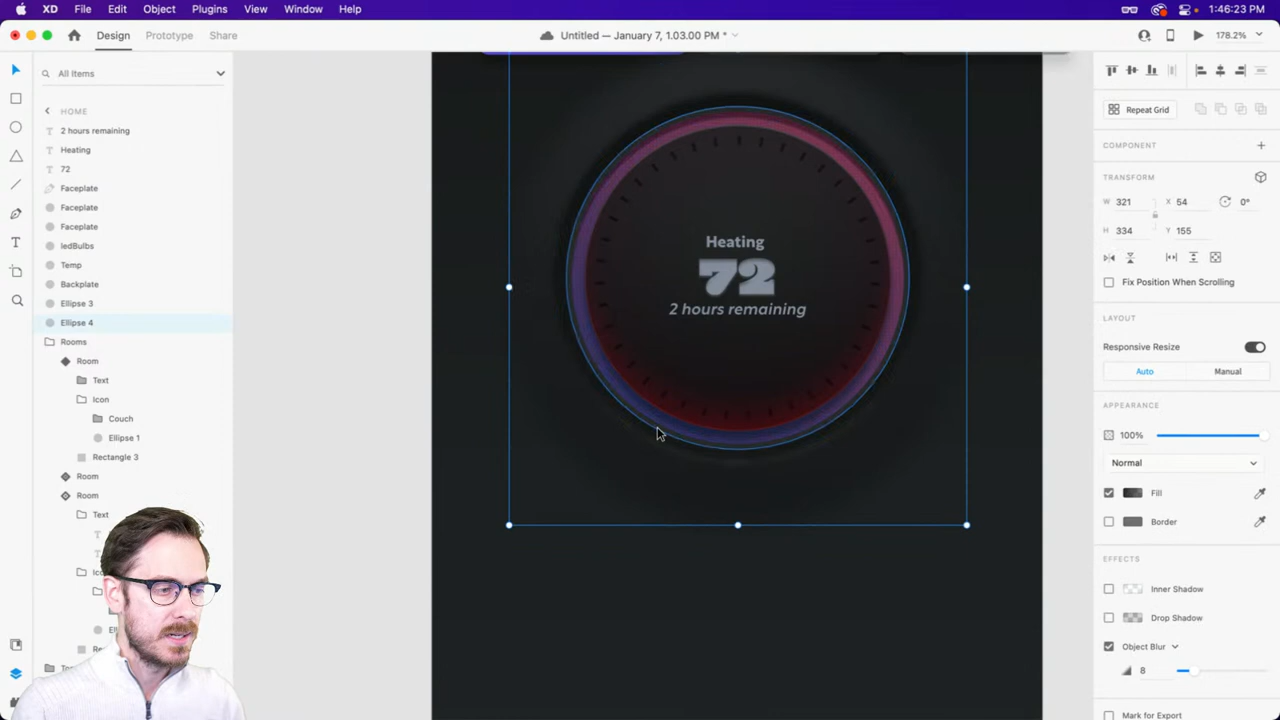 XD File Edit Object Plugins View Window Help 1:46:23 PM
Design Prototype Share Untitled — January 7, 1.03.00 PM * 178.2%
All Items
HOME
2 hours remaining
Heating
72
Faceplate
Faceplate
Faceplate
ledBulbs
Temp
Backplate
Ellipse 3
Ellipse 4
Rooms
Room
Text
Icon
Couch
Ellipse 1
Rectangle 3
Room
Room
Text
Heating
72
2 hours remaining
Repeat Grid
COMPONENT
TRANSFORM
W 321 X 54 0°
H 334 Y 155
Fix Position When Scrolling
LAYOUT
Responsive Resize
Auto Manual
APPEARANCE
100%
Normal
Fill
Border
EFFECTS
Inner Shadow
Drop Shadow
Object Blur
8
Mark for Export